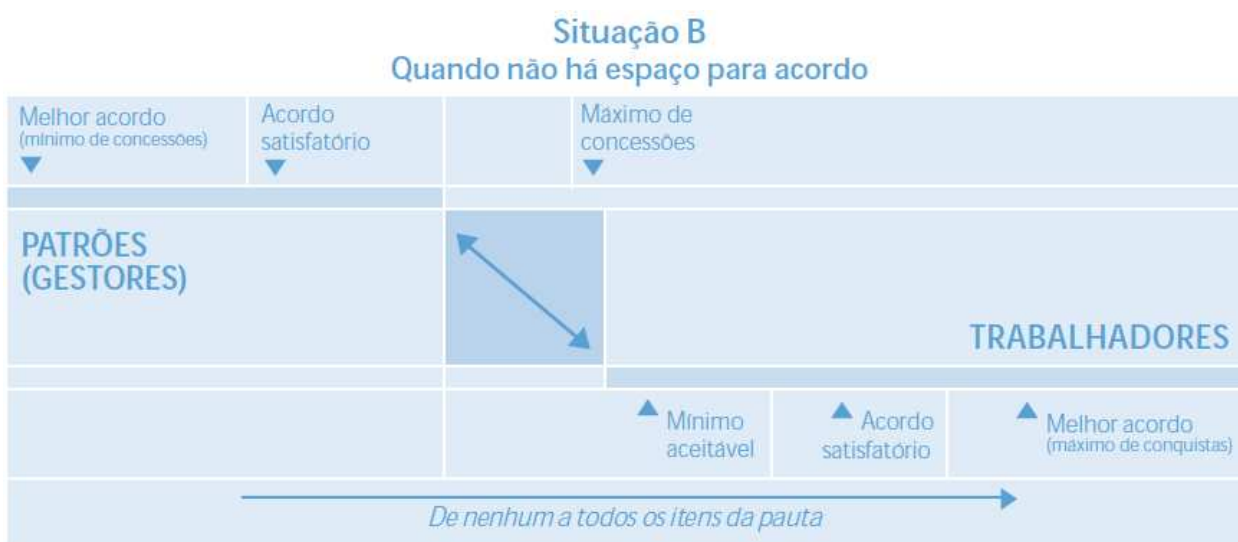 Situação B
Quando não há espaço para acordo
Melhor acordo
(mínimo de concessões)
Acordo
satisfatório
Máximo de
concessões
PATRÕES
(GESTORES)
TRABALHADORES
Mínimo
aceitável
Acordo
satisfatório
Melhor acordo
(máximo de conquistas)
De nenhum a todos os itens da pauta